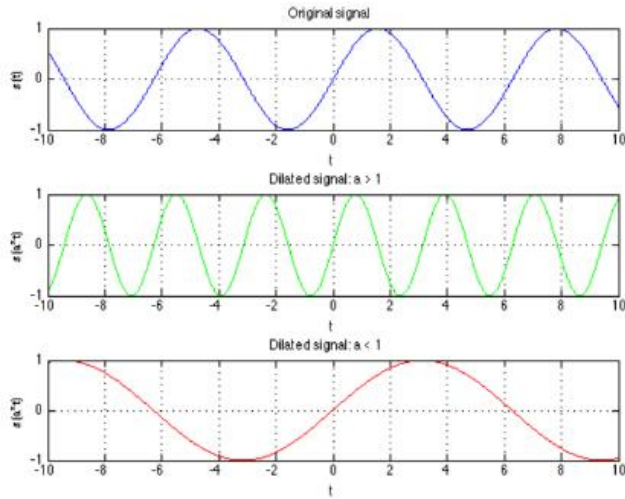 Original signal
s(t)
1
0
-1
-10 -8 -6 -4 -2 0 2 4 6 8 10
t
Dilated signal: a > 1
s(a*t)
1
0
-1
-10 -8 -6 -4 -2 0 2 4 6 8 10
t
Dilated signal: a < 1
s(a*t)
1
0
-1
-10 -8 -6 -4 -2 0 2 4 6 8 10
t